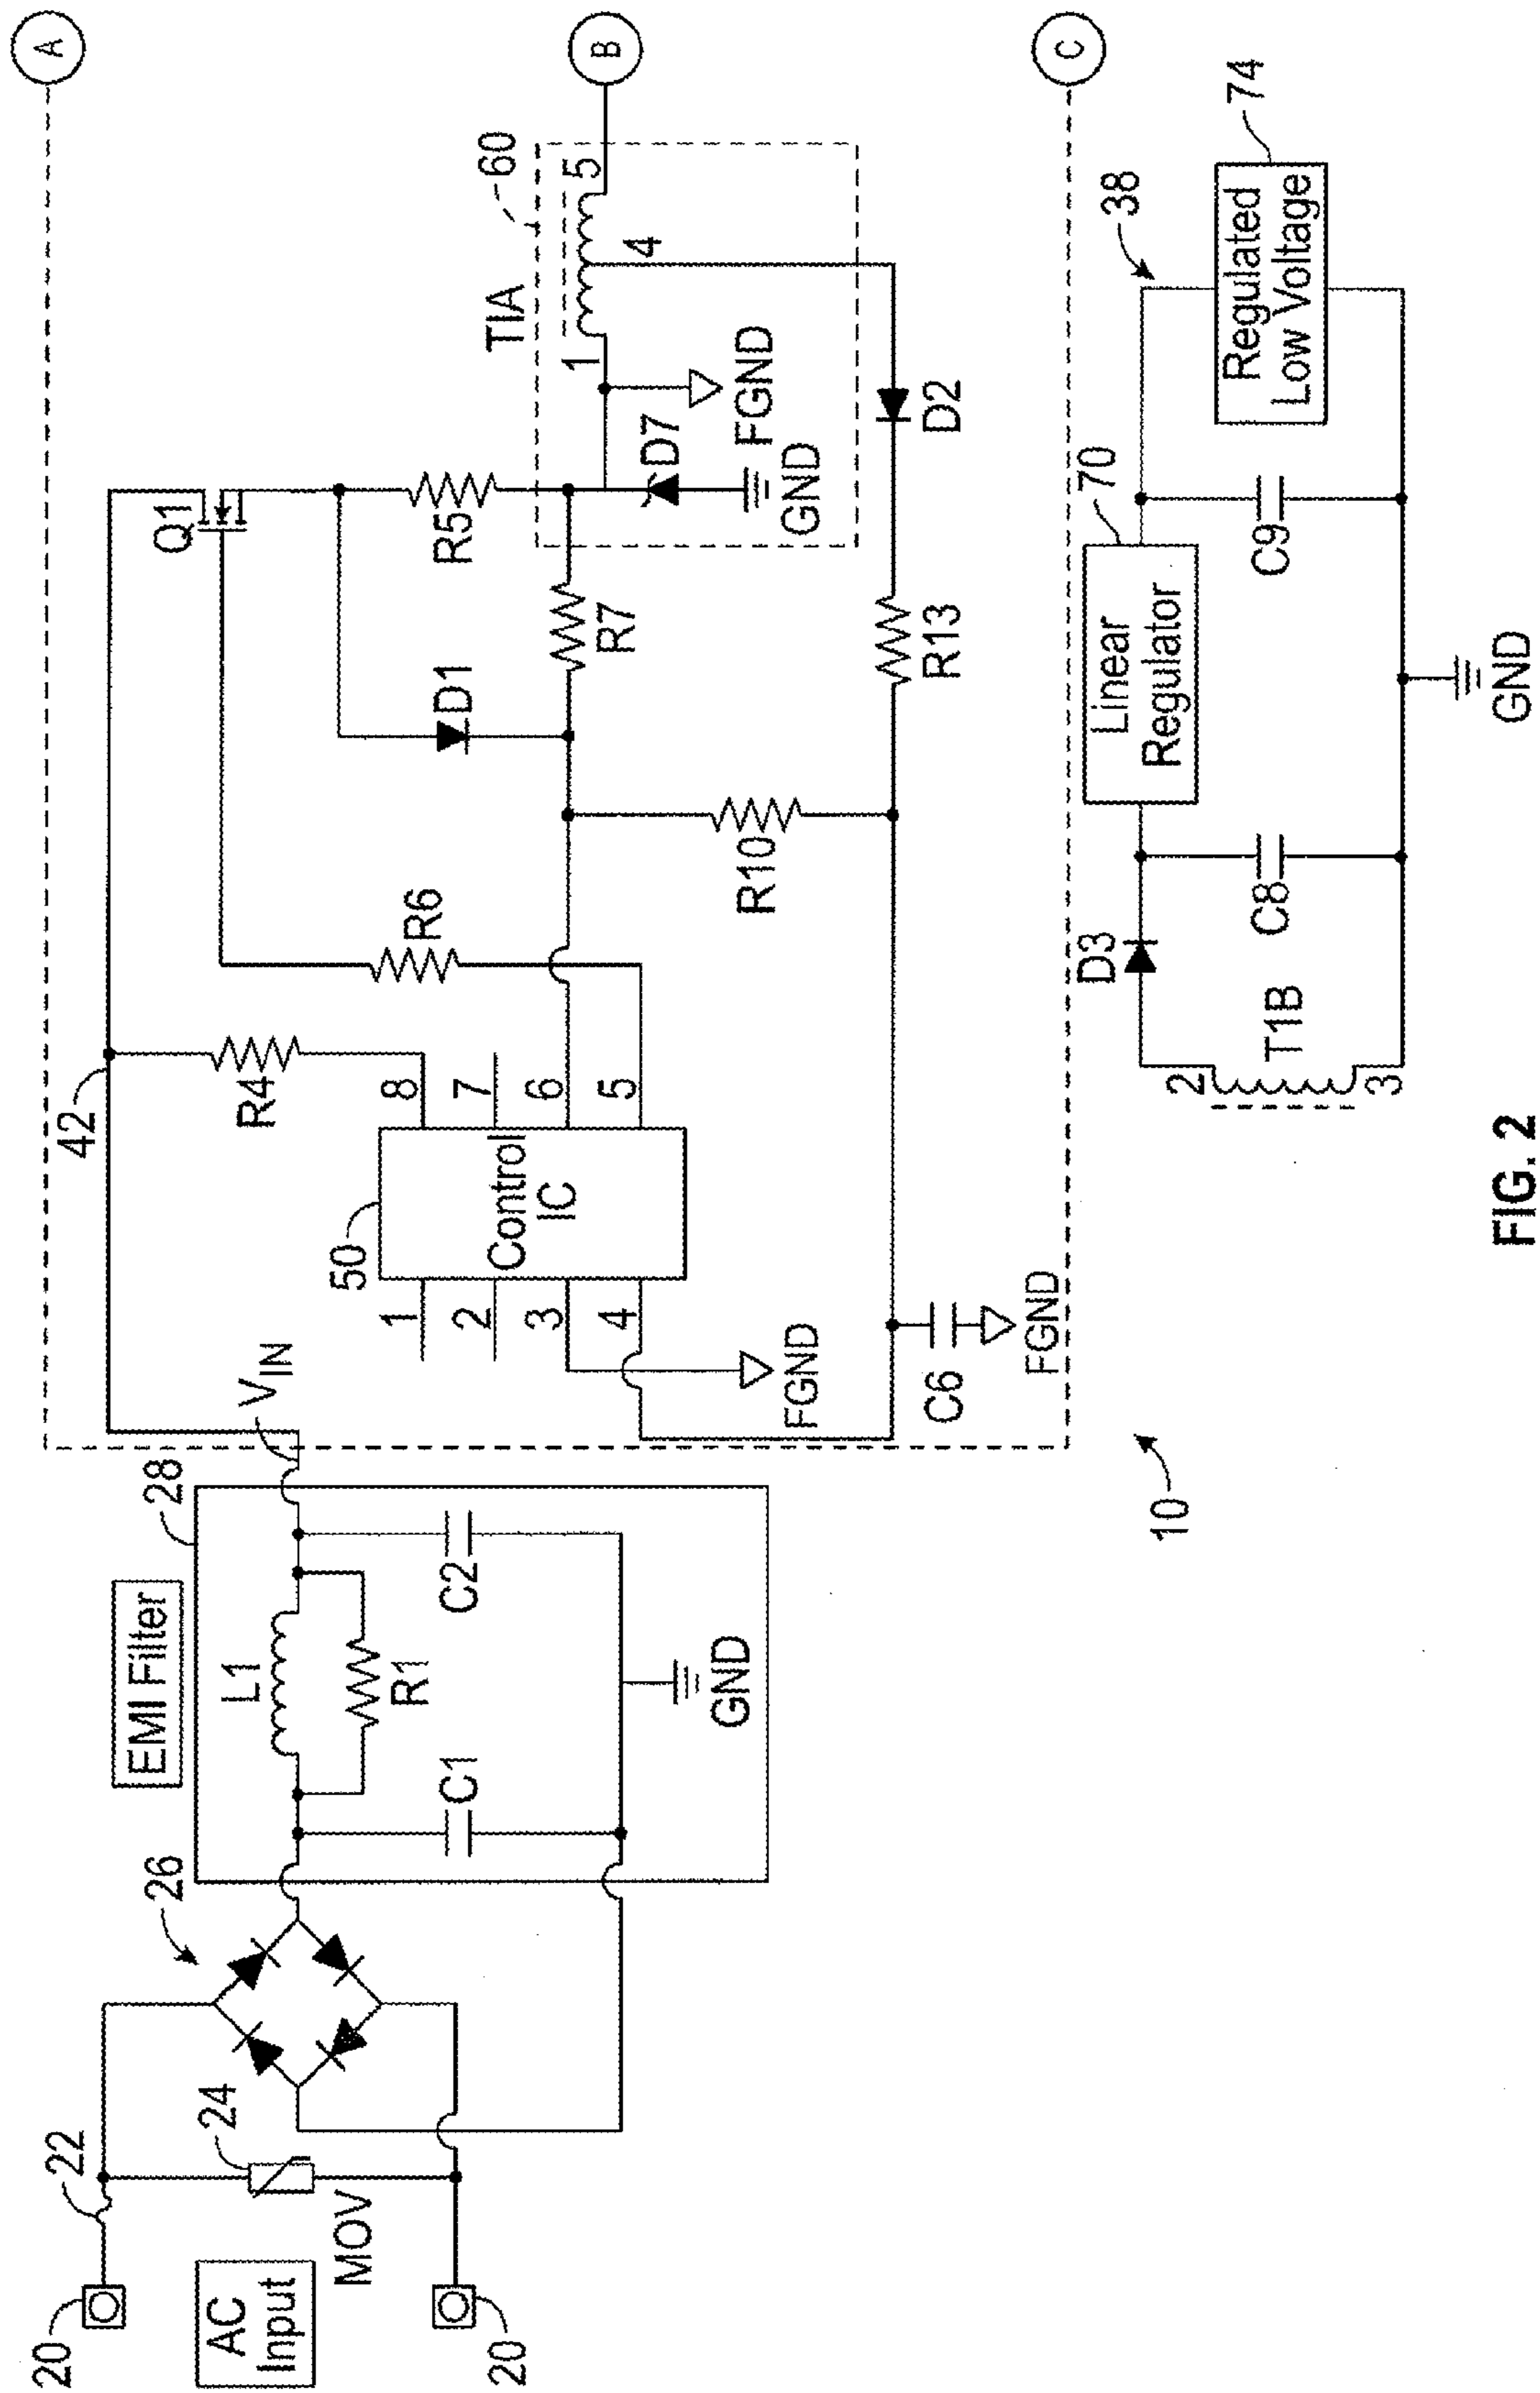 20
22
AC
Input
24
MOV
20
26
EMI Filter
28
L1
R1
C1
C2
GND
VIN
42
50
Control
IC
1
2
3
4
8
7
6
5
FGND
C6
FGND
R4
R6
Q1
D1
R5
R7
R10
R13
D2
D7
GND
FGND
TIA
60
1
4
5
A
B
C
10
2
3
T1B
D3
C8
Linear
Regulator
70
C9
GND
38
Regulated
Low Voltage
74
FIG. 2